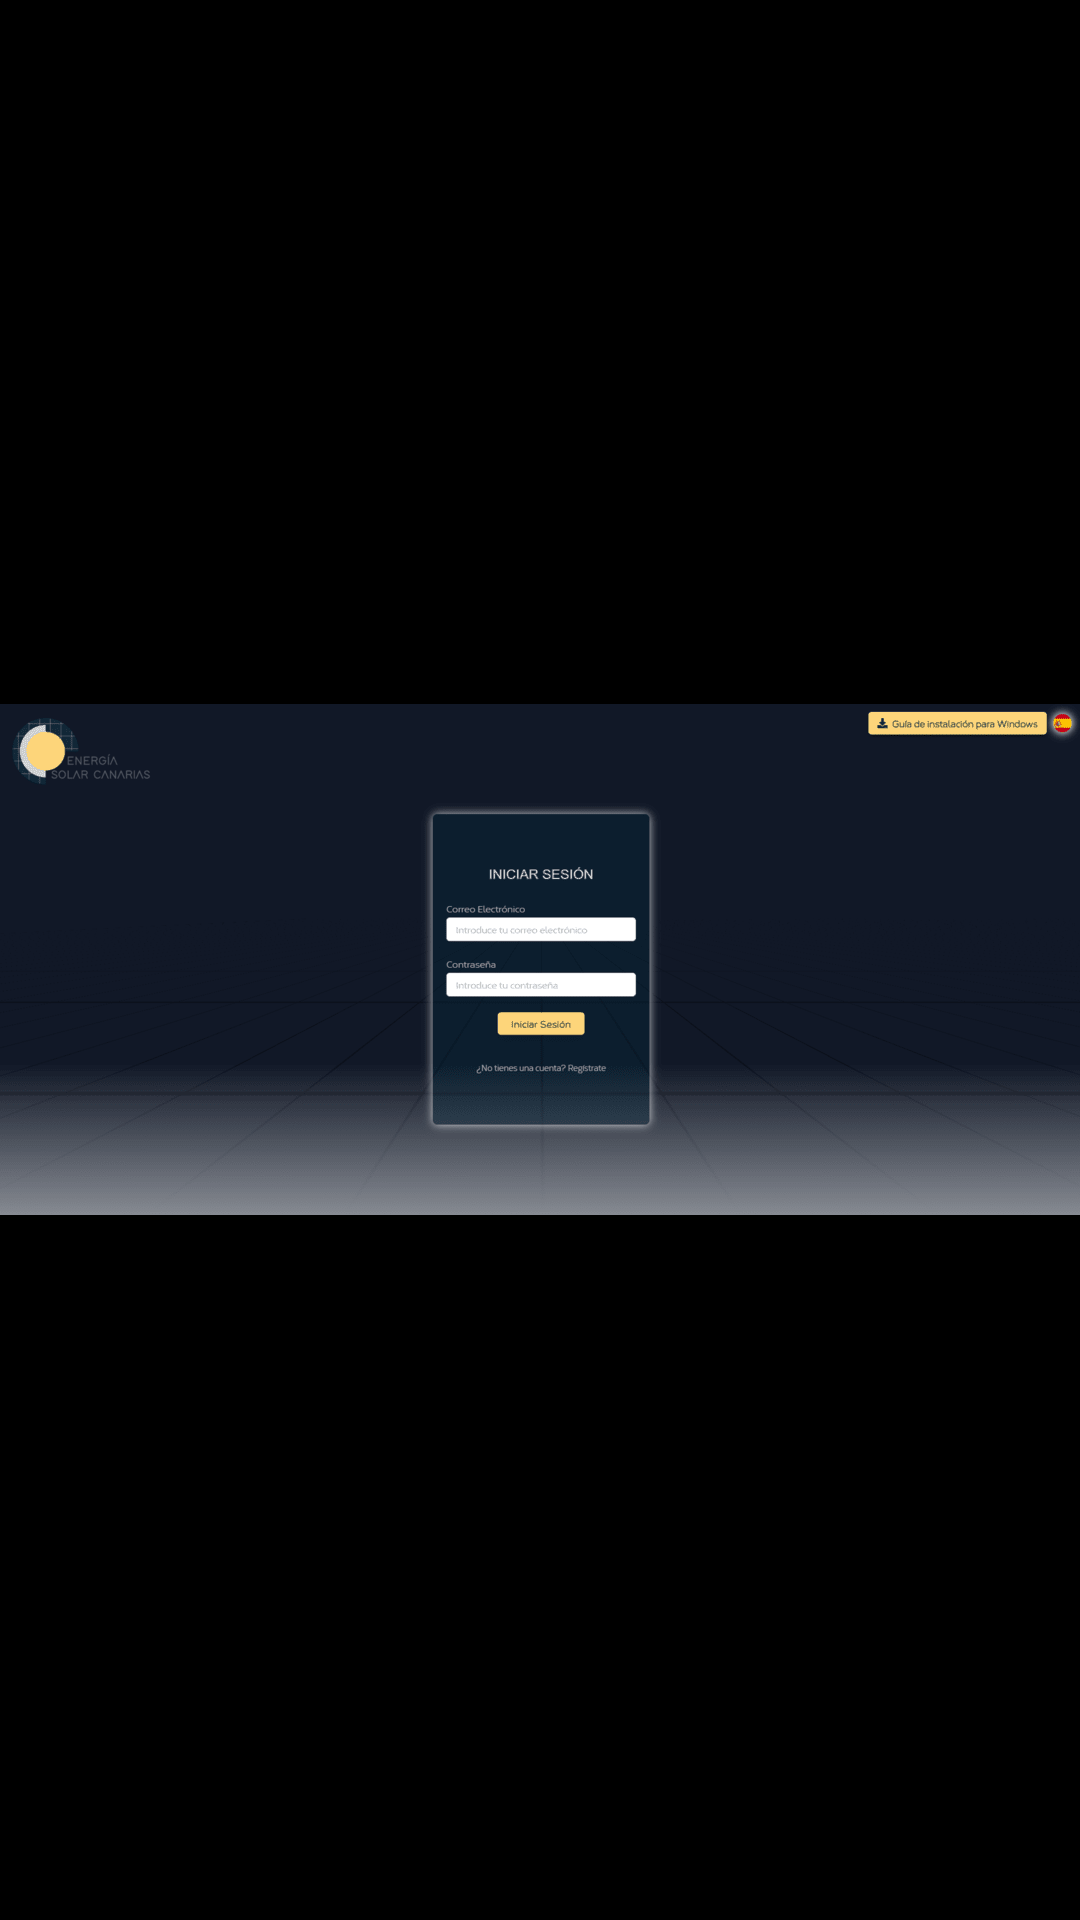 Guía de instalación para Windows
ENERGÍA
SOLAR CANARIAS
INICIAR SESIÓN
Correo Electrónico
Introduce tu correo electrónico
Contraseña
Introduce tu contraseña
Iniciar Sesión
¿No tienes una cuenta? Regístrate